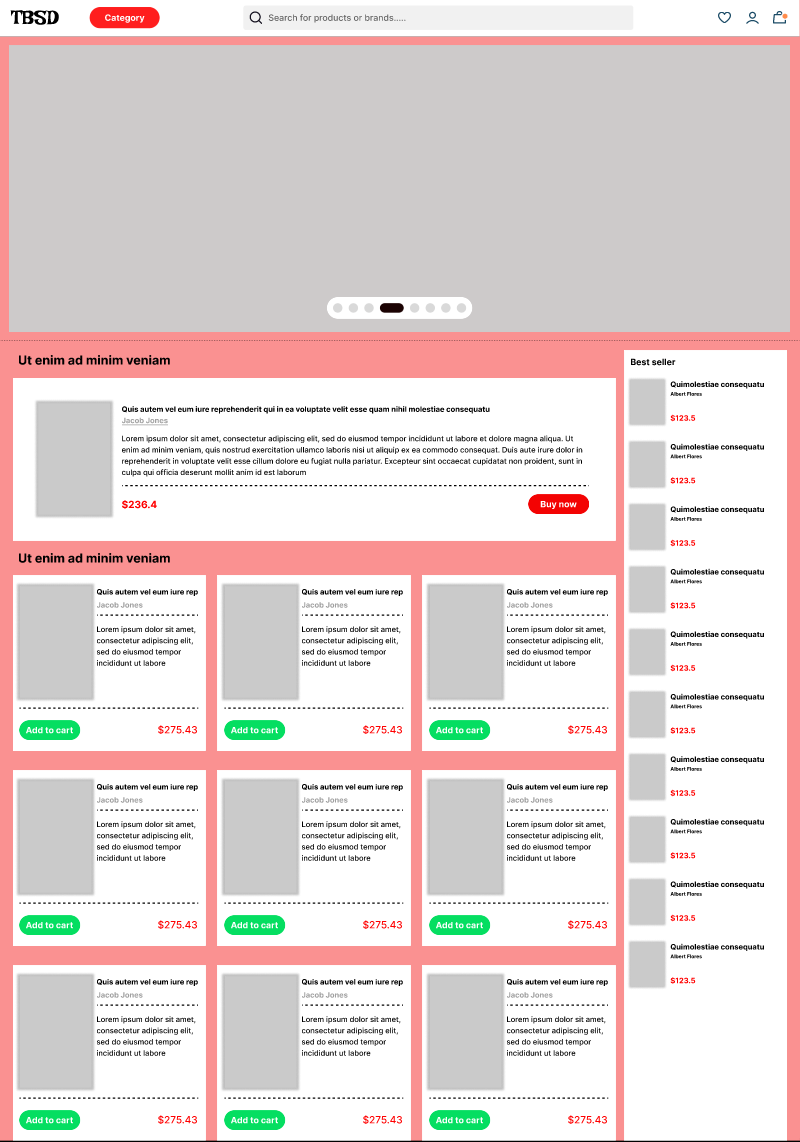 TBSD
Category
Search for products or brands.....
Ut enim ad minim veniam
Quis autem vel eum iure reprehenderit qui in ea voluptate velit esse quam nihil molestiae consequatu
Jacob Jones
Lorem ipsum dolor sit amet, consectetur adipiscing elit, sed do eiusmod tempor incididunt ut labore et dolore magna aliqua. Ut
enim ad minim veniam, quis nostrud exercitation ullamco laboris nisi ut aliquip ex ea commodo consequat. Duis aute irure dolor in
reprehenderit in voluptate velit esse cillum dolore eu fugiat nulla pariatur. Excepteur sint occaecat cupidatat non proident, sunt in
culpa qui officia deserunt mollit anim id est laborum
$236.4
Buy now
Ut enim ad minim veniam
Quis autem vel eum iure rep
Jacob Jones
Lorem ipsum dolor sit amet,
consectetur adipiscing elit,
sed do eiusmod tempor
incididunt ut labore
Add to cart
$275.43
Quis autem vel eum iure rep
Jacob Jones
Lorem ipsum dolor sit amet,
consectetur adipiscing elit,
sed do eiusmod tempor
incididunt ut labore
Add to cart
$275.43
Quis autem vel eum iure rep
Jacob Jones
Lorem ipsum dolor sit amet,
consectetur adipiscing elit,
sed do eiusmod tempor
incididunt ut labore
Add to cart
$275.43
Quis autem vel eum iure rep
Jacob Jones
Lorem ipsum dolor sit amet,
consectetur adipiscing elit,
sed do eiusmod tempor
incididunt ut labore
Add to cart
$275.43
Quis autem vel eum iure rep
Jacob Jones
Lorem ipsum dolor sit amet,
consectetur adipiscing elit,
sed do eiusmod tempor
incididunt ut labore
Add to cart
$275.43
Quis autem vel eum iure rep
Jacob Jones
Lorem ipsum dolor sit amet,
consectetur adipiscing elit,
sed do eiusmod tempor
incididunt ut labore
Add to cart
$275.43
Quis autem vel eum iure rep
Jacob Jones
Lorem ipsum dolor sit amet,
consectetur adipiscing elit,
sed do eiusmod tempor
incididunt ut labore
Add to cart
$275.43
Quis autem vel eum iure rep
Jacob Jones
Lorem ipsum dolor sit amet,
consectetur adipiscing elit,
sed do eiusmod tempor
incididunt ut labore
Add to cart
$275.43
Quis autem vel eum iure rep
Jacob Jones
Lorem ipsum dolor sit amet,
consectetur adipiscing elit,
sed do eiusmod tempor
incididunt ut labore
Add to cart
$275.43
Best seller
Quimolestiae consequatu
Albert Flores
$123.5
Quimolestiae consequatu
Albert Flores
$123.5
Quimolestiae consequatu
Albert Flores
$123.5
Quimolestiae consequatu
Albert Flores
$123.5
Quimolestiae consequatu
Albert Flores
$123.5
Quimolestiae consequatu
Albert Flores
$123.5
Quimolestiae consequatu
Albert Flores
$123.5
Quimolestiae consequatu
Albert Flores
$123.5
Quimolestiae consequatu
Albert Flores
$123.5
Quimolestiae consequatu
Albert Flores
$123.5